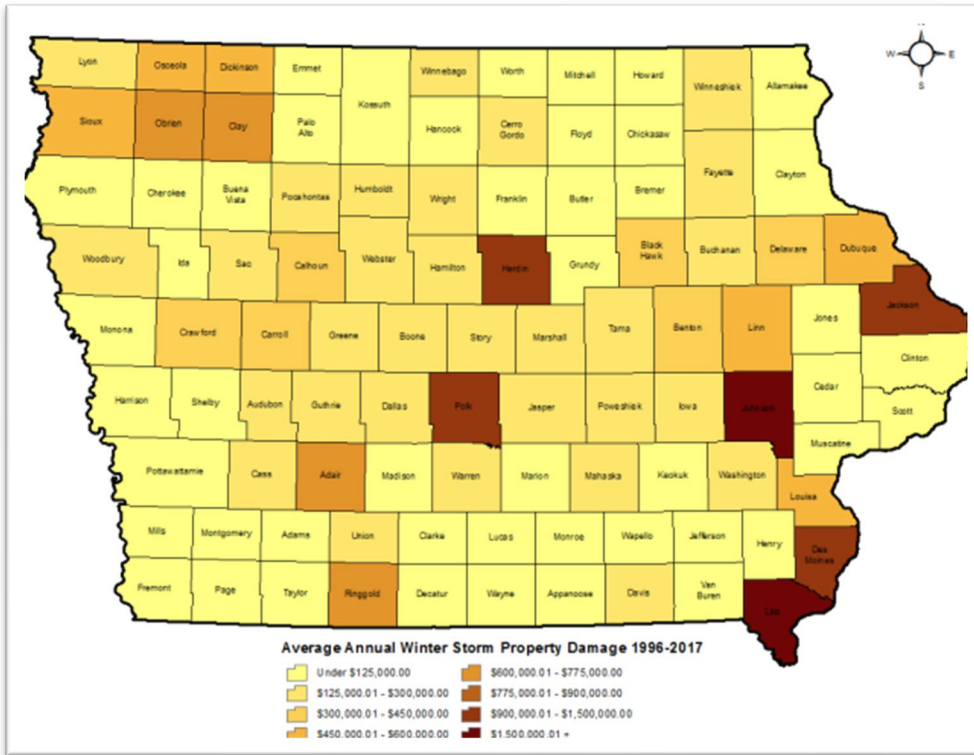 W E
S
Lyon Osceola Dickinson Emmet Winnebago Worth Mitchell Howard Winneshiek Allamakee
Kossuth
Sioux Obrien Clay Palo Alto Hancock Cerro Gordo Floyd Chickasaw
Plymouth Cherokee Buena Vista Pocahontas Humboldt Wright Franklin Butler Bremer Fayette Clayton
Woodbury Ida Sac Calhoun Webster Hamilton Hardin Grundy Black Hawk Buchanan Delaware Dubuque
Jackson
Monona Crawford Carroll Greene Boone Story Marshall Tama Benton Linn Jones
Clinton
Harrison Shelby Audubon Guthrie Dallas Polk Jasper Poweshiek Iowa Johnson Cedar Scott
Muscatine
Pottawattamie Cass Adair Madison Warren Marion Mahaska Keokuk Washington Louisa
Mills Montgomery Adams Union Clarke Lucas Monroe Wapello Jefferson Henry Des Moines
Fremont Page Taylor Ringgold Decatur Wayne Appanoose Davis Van Buren Lee
Average Annual Winter Storm Property Damage 1996-2017
Under $125,000.00
$125,000.01 - $300,000.00
$300,000.01 - $450,000.00
$450,000.01 - $600,000.00
$600,000.01 - $775,000.00
$775,000.01 - $900,000.00
$900,000.01 - $1,500,000.00
$1,500,000.01 +